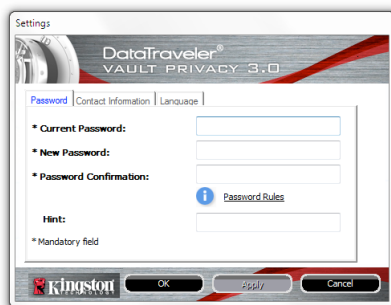 Settings
DataTraveler®
VAULT PRIVACY 3.0
Password Contact Information Language
* Current Password:
* New Password:
* Password Confirmation:
i Password Rules
Hint:
* Mandatory field
Kingston
TECHNOLOGY
OK Apply Cancel